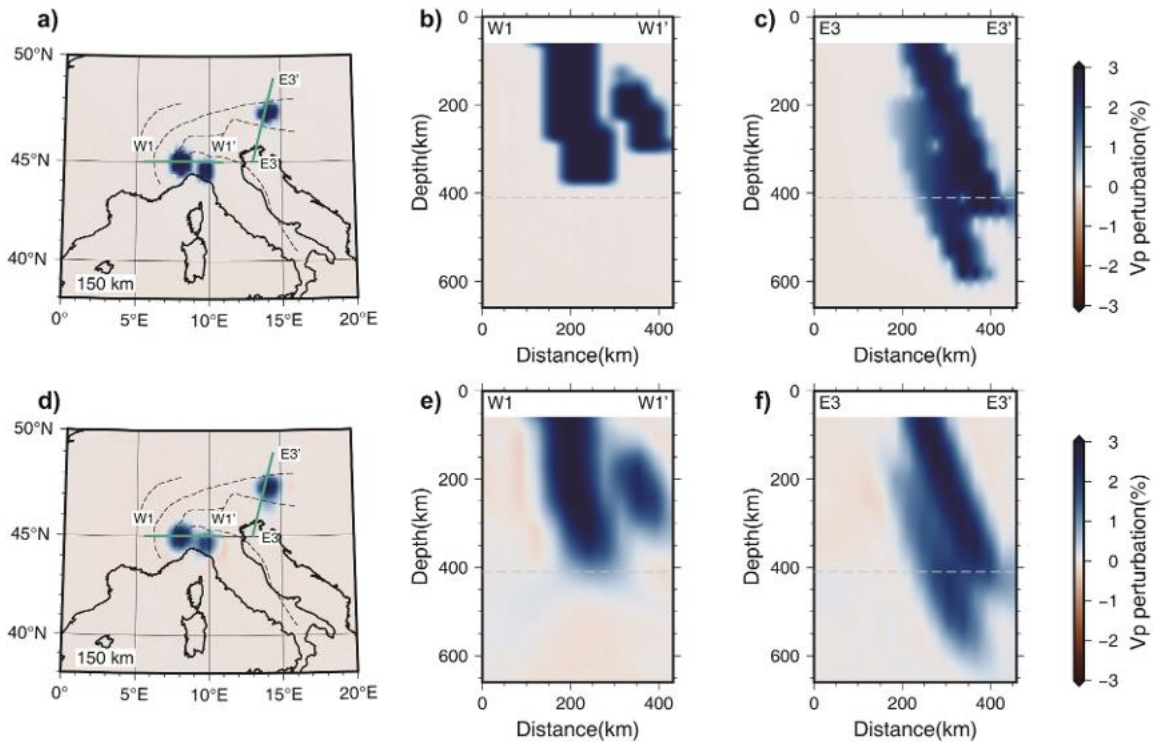 a)
50°N
45°N
40°N
E3'
W1
W1'
E3
150 km
0°
5°E
10°E
15°E
20°E
b)
W1
W1'
0
200
400
600
Depth(km)
0
200
400
Distance(km)
c)
E3
E3'
0
200
400
600
Depth(km)
0
200
400
Distance(km)
3
2
1
0
−1
−2
−3
Vp perturbation(%)
d)
50°N
45°N
40°N
E3'
W1
W1'
E3
150 km
0°
5°E
10°E
15°E
20°E
e)
W1
W1'
0
200
400
600
Depth(km)
0
200
400
Distance(km)
f)
E3
E3'
0
200
400
600
Depth(km)
0
200
400
Distance(km)
3
2
1
0
−1
−2
−3
Vp perturbation(%)